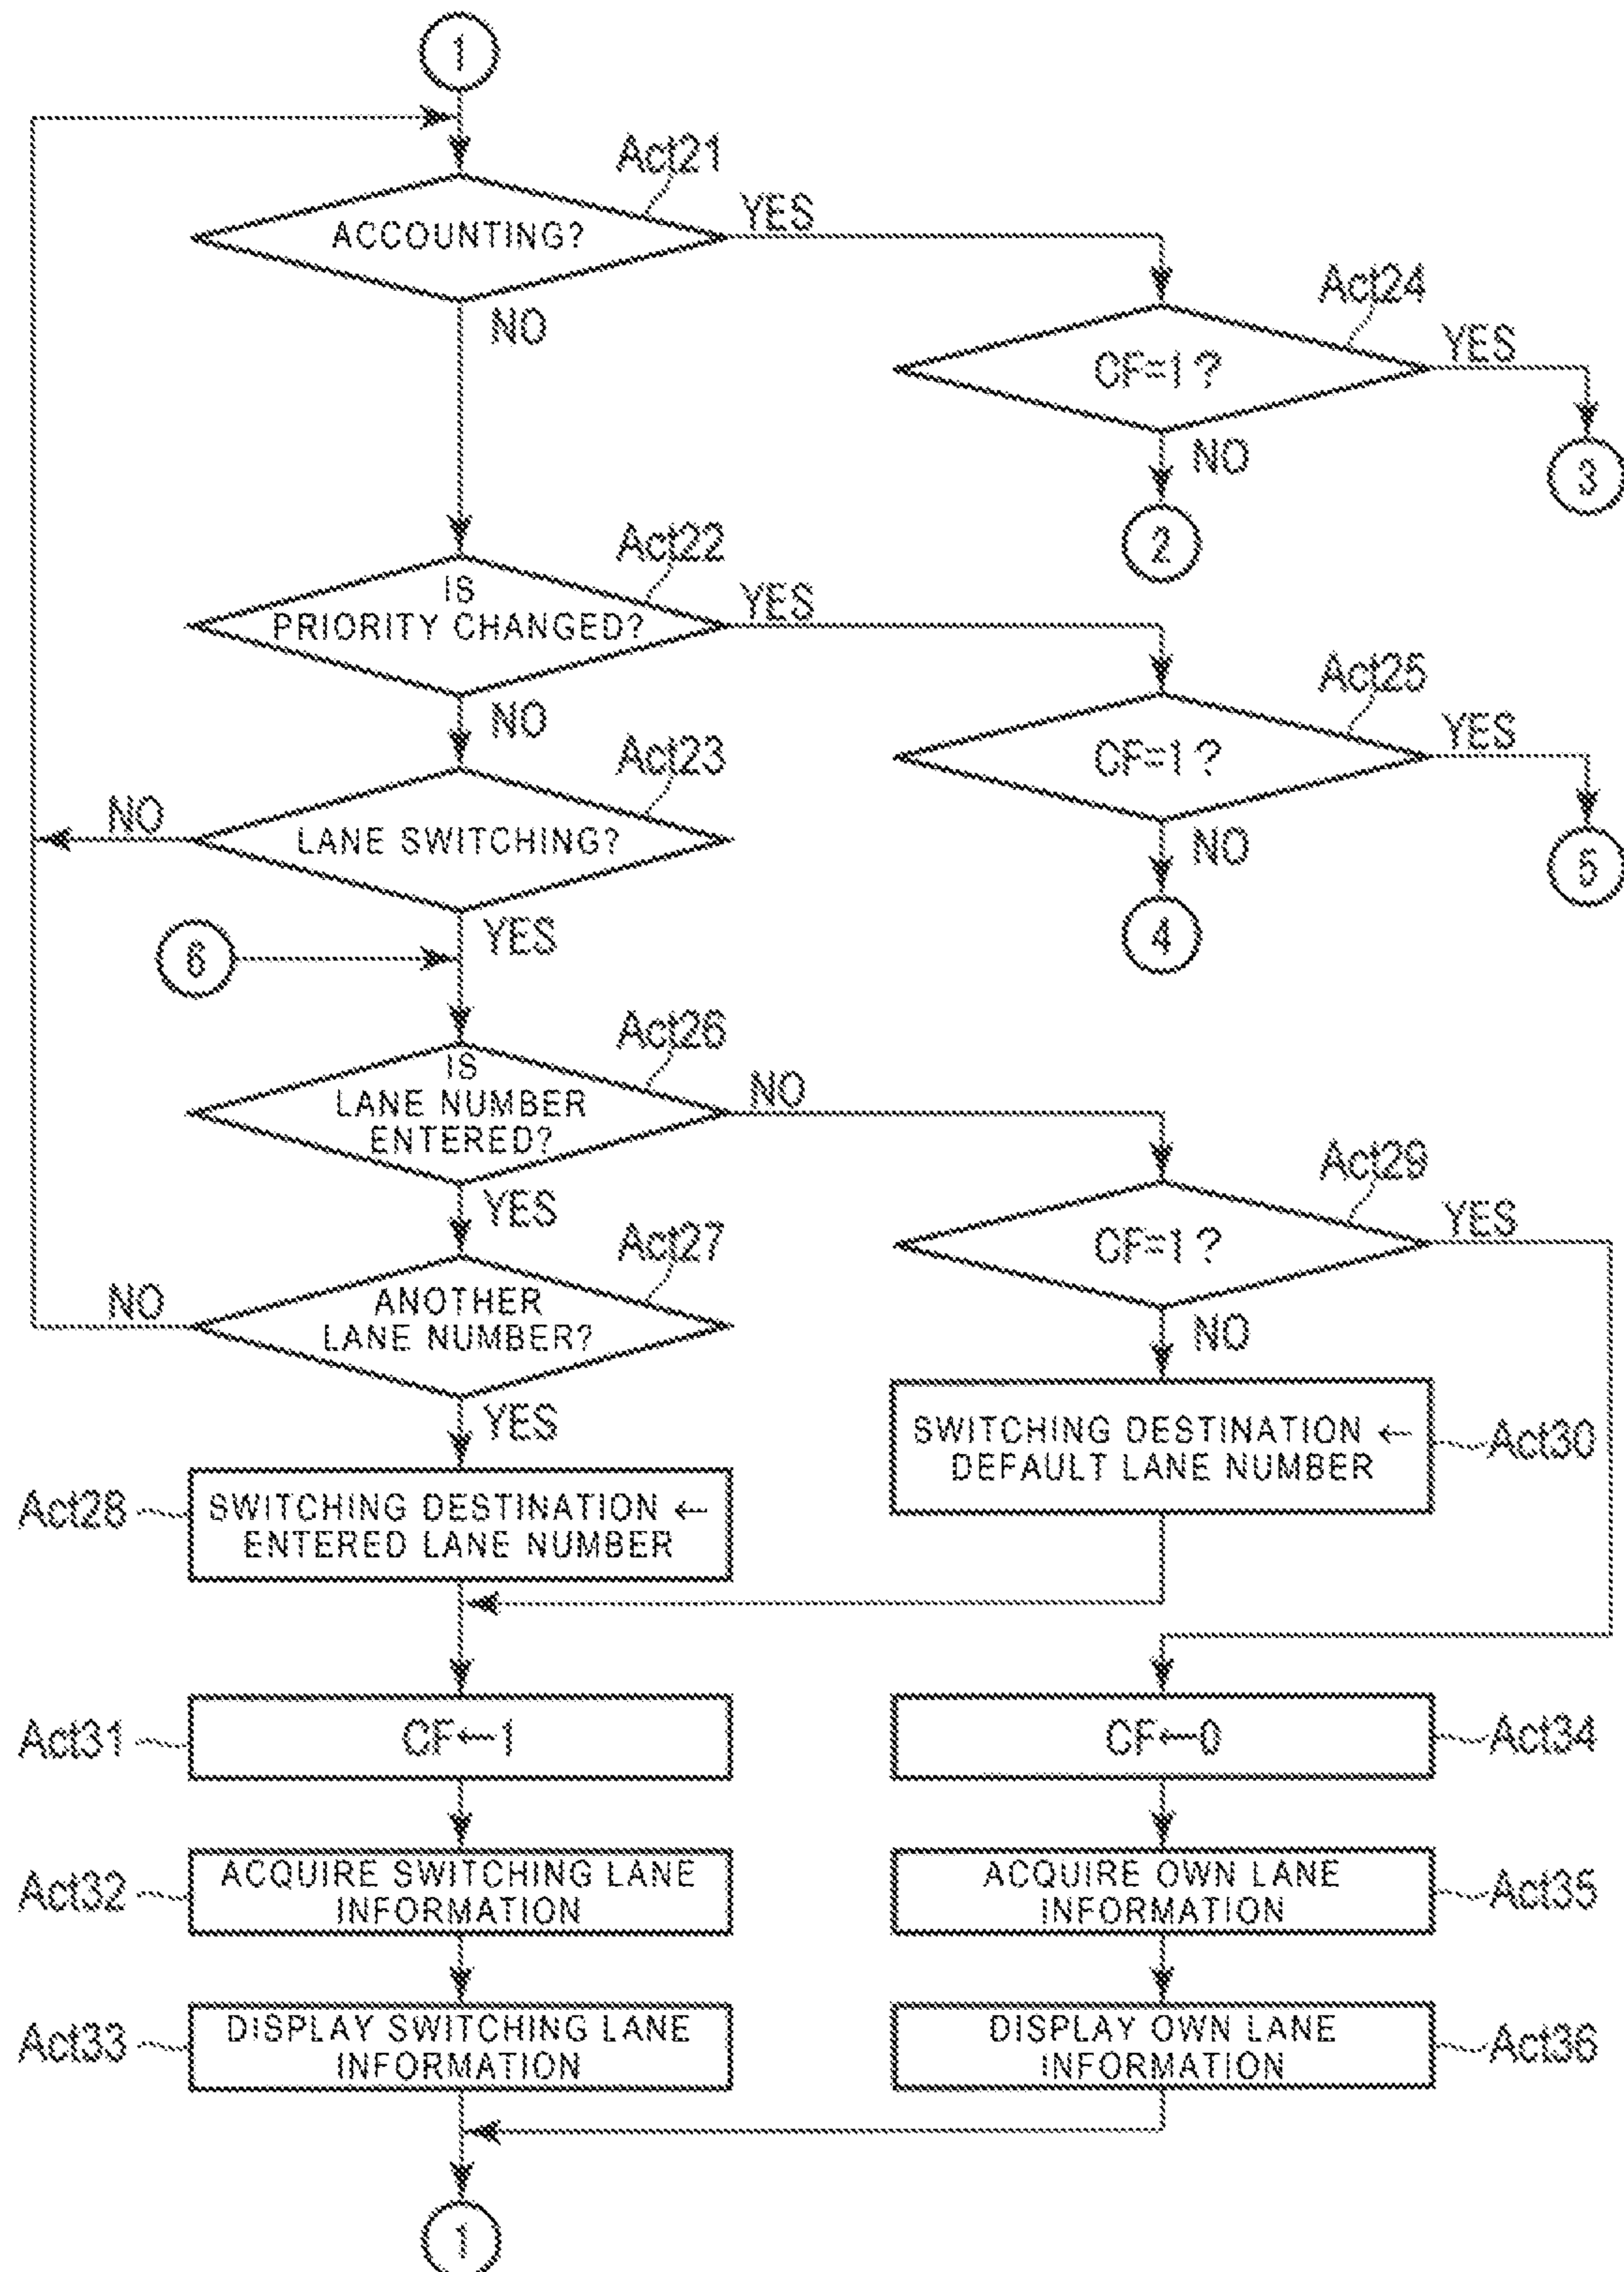 1
Act21
ACCOUNTING?
YES
NO
Act24
CF=1?
YES
NO
3
2
Act22
IS
PRIORITY CHANGED?
YES
NO
Act25
CF=1?
YES
NO
5
4
Act23
LANE SWITCHING?
NO
YES
6
Act26
IS
LANE NUMBER
ENTERED?
NO
YES
Act29
CF=1?
YES
NO
Act27
ANOTHER
LANE NUMBER?
NO
YES
SWITCHING DESTINATION ←
DEFAULT LANE NUMBER
Act30
Act28
SWITCHING DESTINATION ←
ENTERED LANE NUMBER
Act31
CF←1
CF←0
Act34
Act32
ACQUIRE SWITCHING LANE
INFORMATION
ACQUIRE OWN LANE
INFORMATION
Act35
Act33
DISPLAY SWITCHING LANE
INFORMATION
DISPLAY OWN LANE
INFORMATION
Act36
1